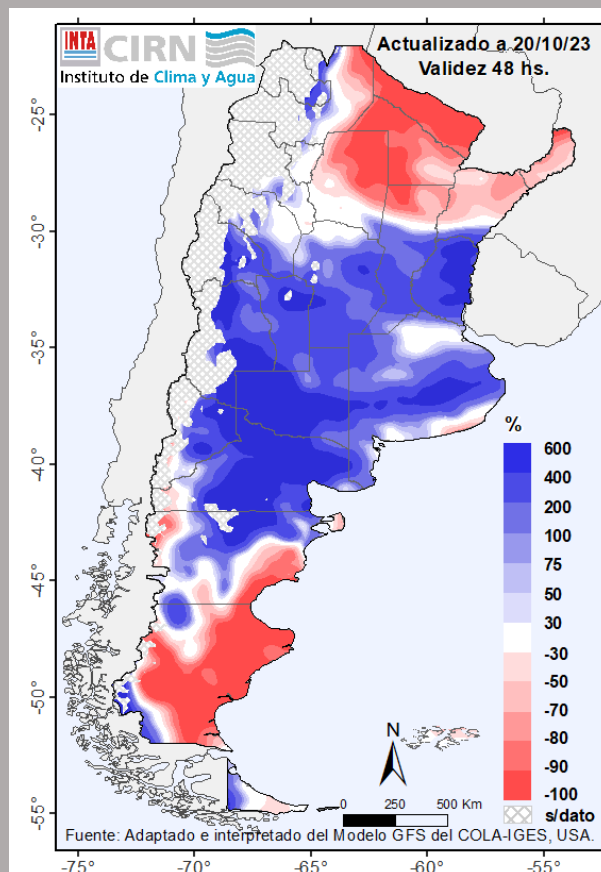 INTA CIRN
Instituto de Clima y Agua
Actualizado a 20/10/23
Validez 48 hs.
-25°
-30°
-35°
-40°
-45°
-50°
-55°
%
600
400
200
100
75
50
30
-30
-50
-70
-80
-90
-100
s/dato
N
0 250 500 Km
Fuente: Adaptado e interpretado del Modelo GFS del COLA-IGES, USA.
-75° -70° -65° -60° -55°